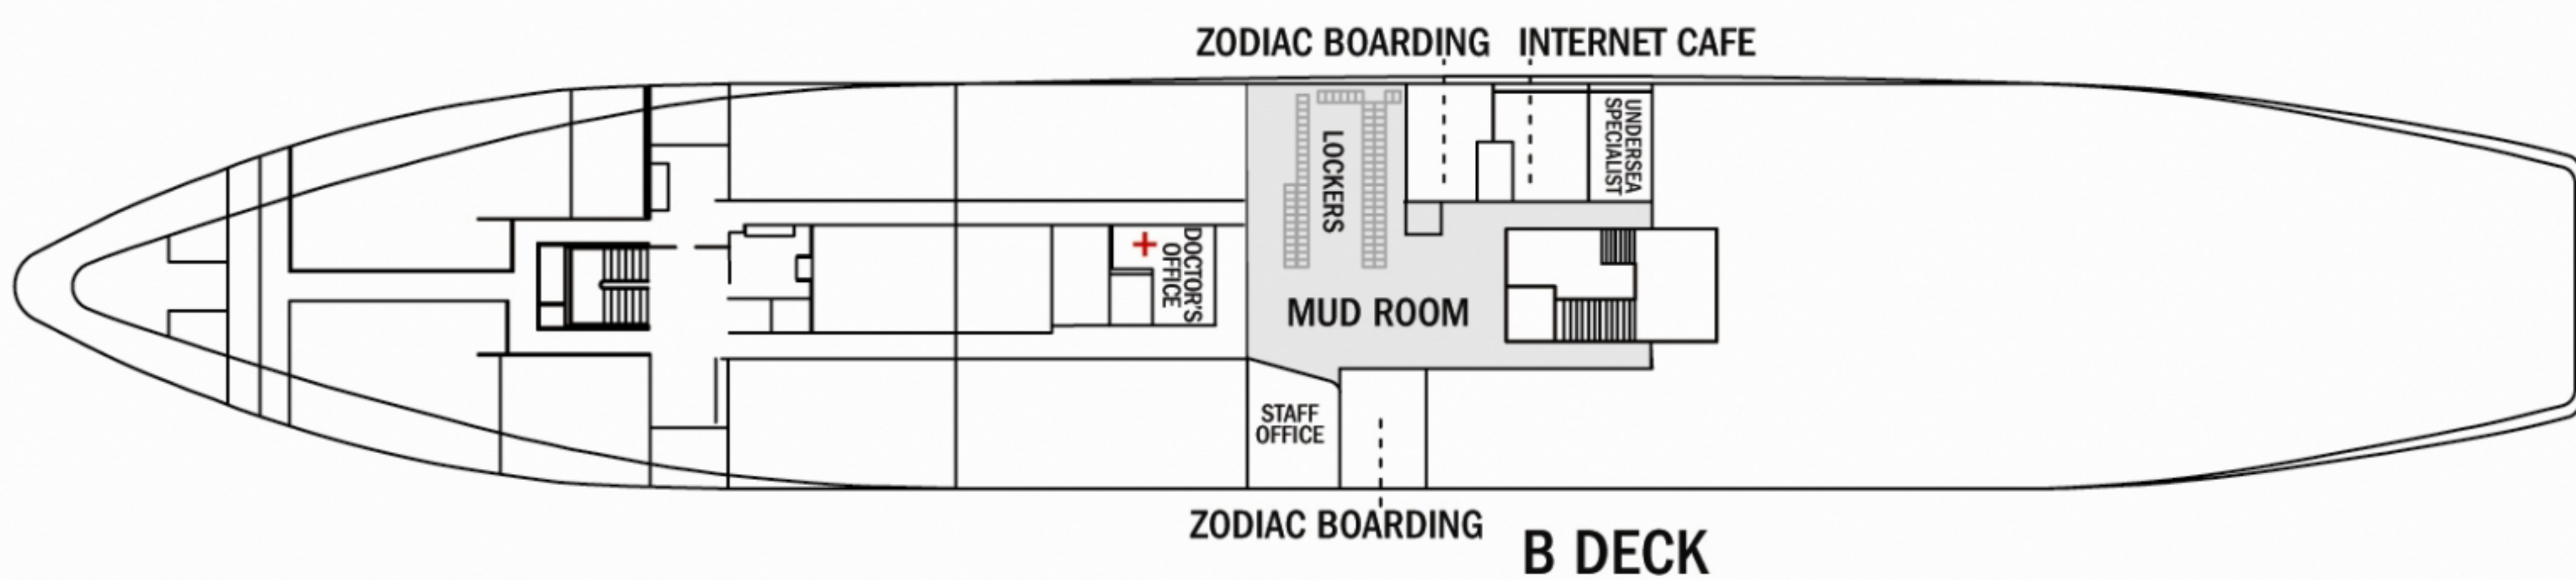 ZODIAC BOARDING
INTERNET CAFE
UNDERSEA
SPECIALIST
LOCKERS
DOCTOR'S
OFFICE
MUD ROOM
STAFF
OFFICE
ZODIAC BOARDING
B DECK